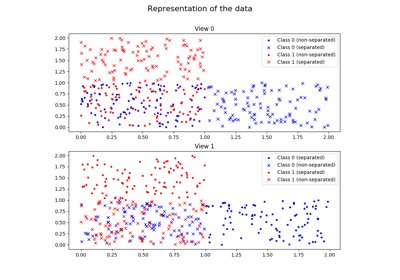 Representation of the data
View 0
2.00
1.75
1.50
1.25
1.00
0.75
0.50
0.25
0.00
Class 0 (non-separated)
Class 0 (separated)
Class 1 (non-separated)
Class 1 (separated)
0.00 0.25 0.50 0.75 1.00 1.25 1.50 1.75 2.00
View 1
2.00
1.75
1.50
1.25
1.00
0.75
0.50
0.25
0.00
Class 0 (separated)
Class 0 (non-separated)
Class 1 (separated)
Class 1 (non-separated)
0.00 0.25 0.50 0.75 1.00 1.25 1.50 1.75 2.00